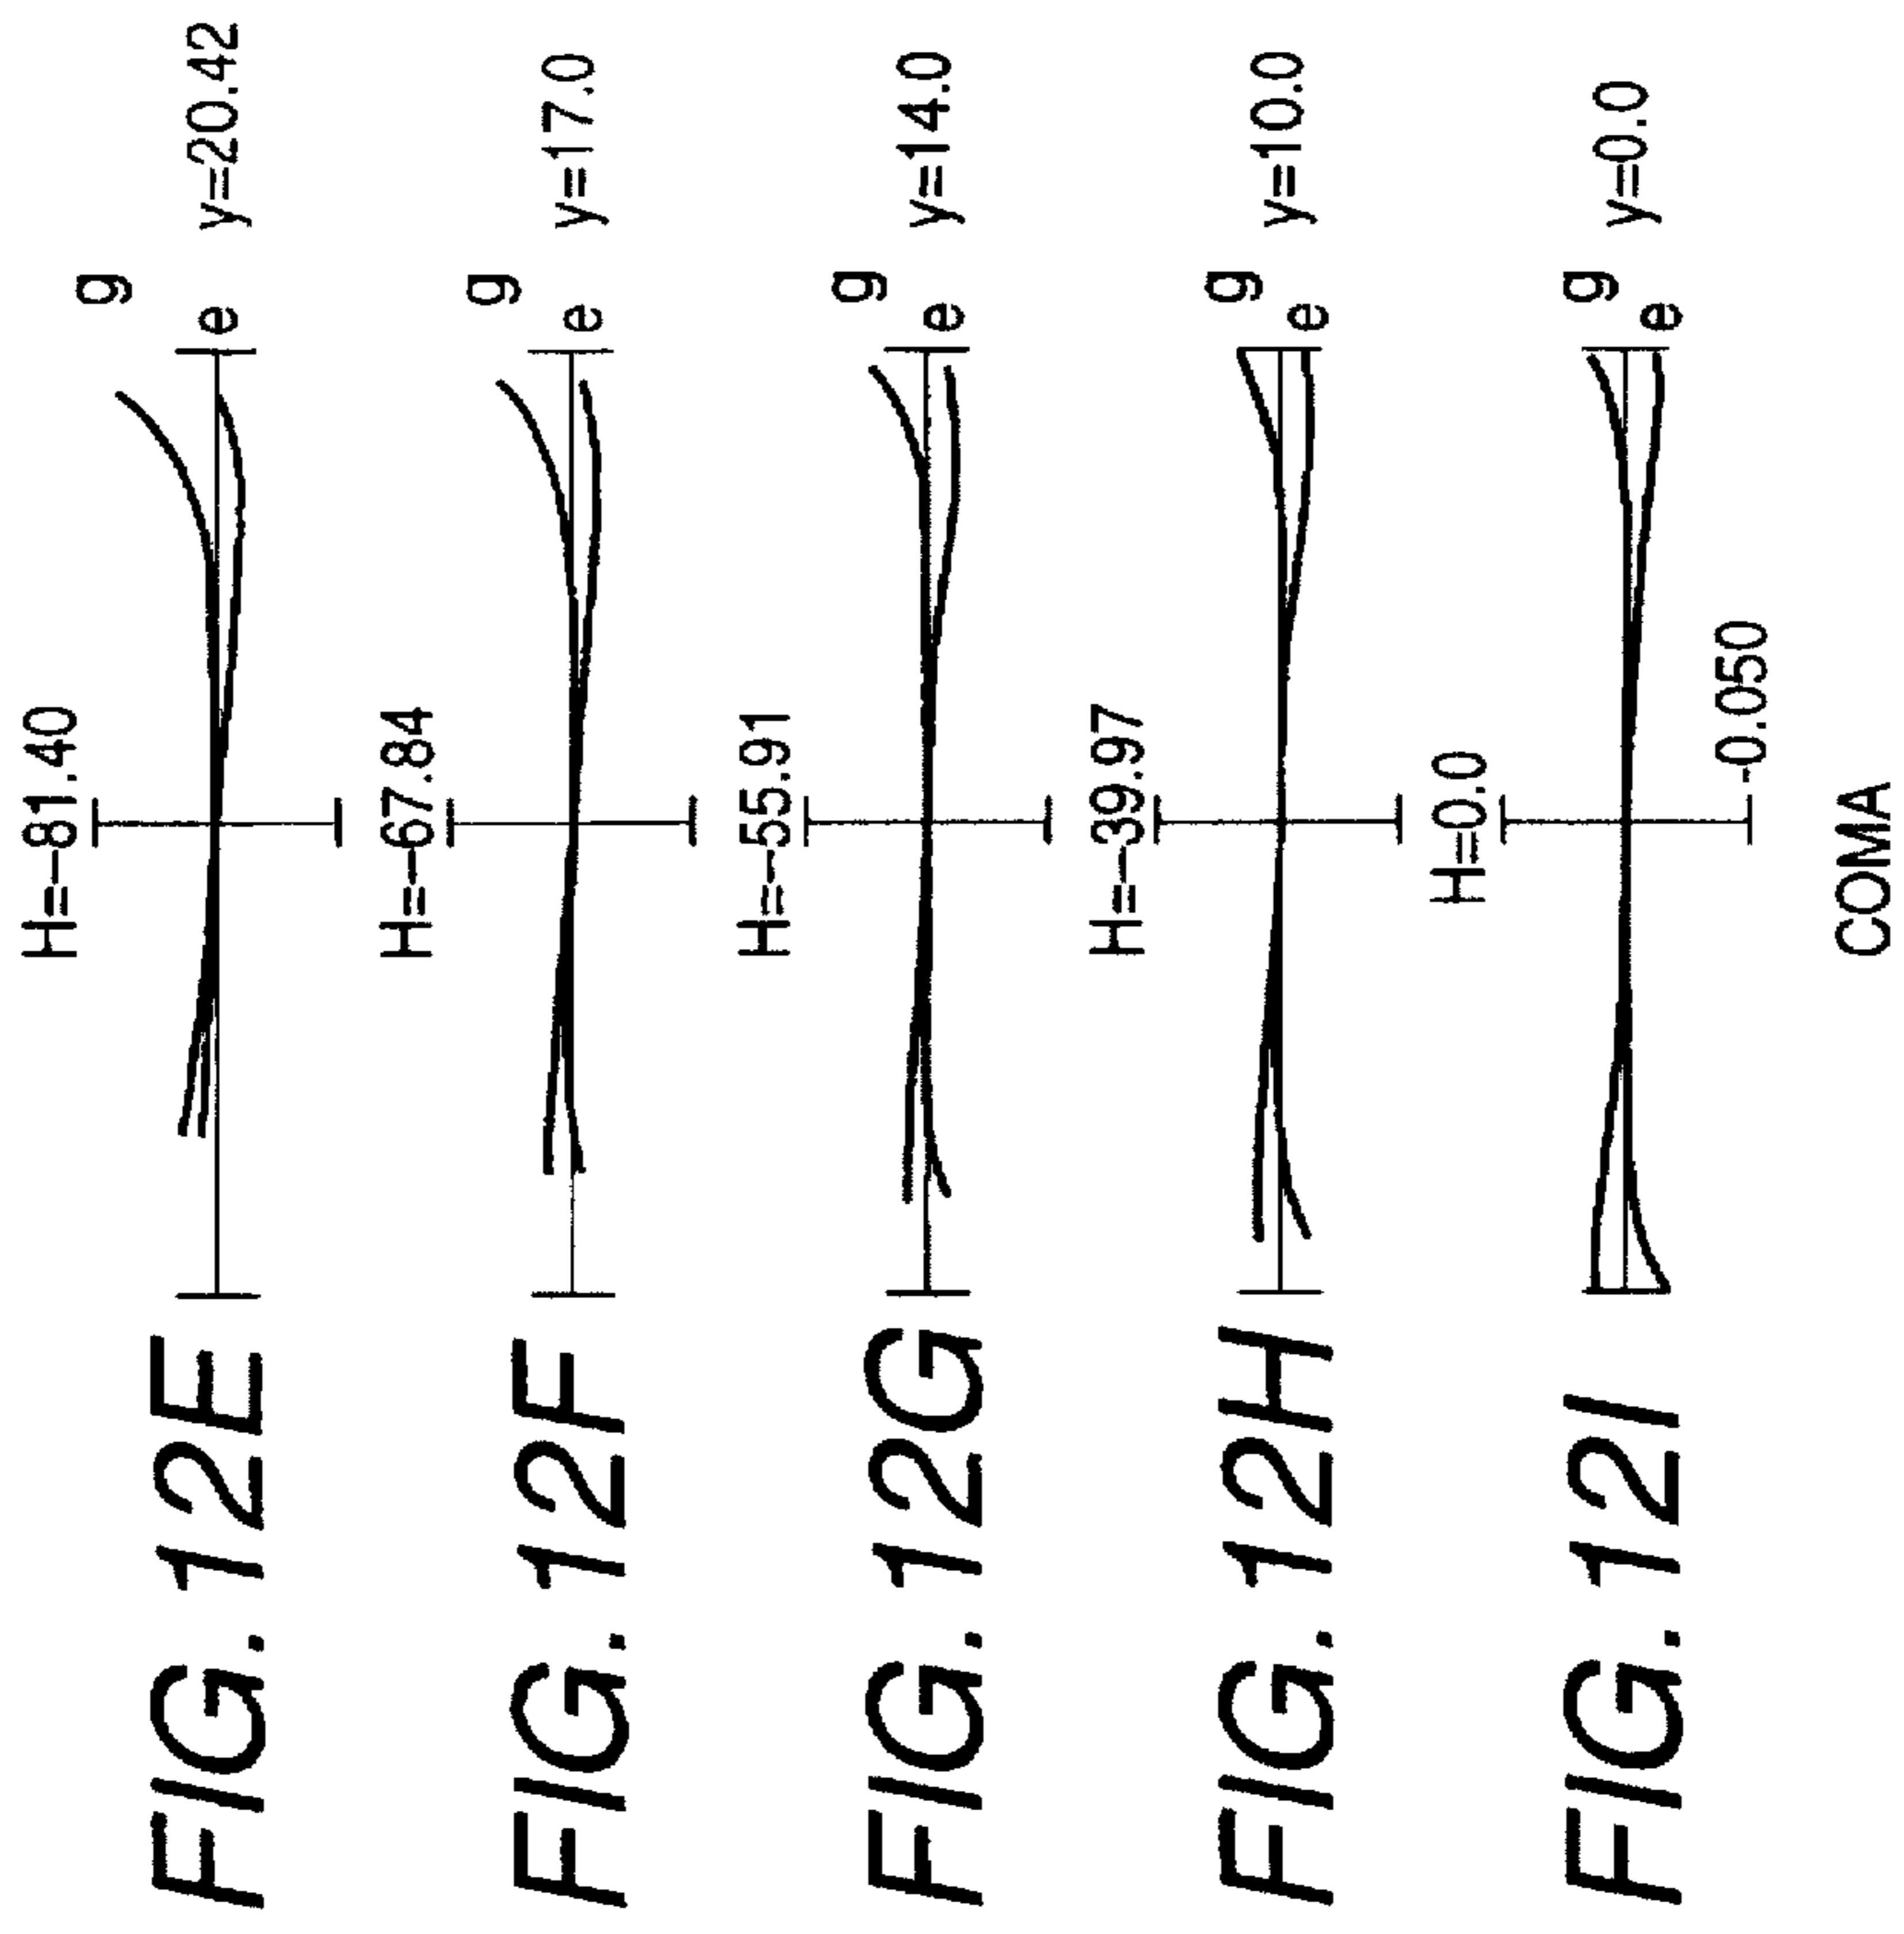 H=-81.40
FIG. 12E
g
e
y=20.42
H=-67.84
FIG. 12F
g
e
y=17.0
H=-55.91
FIG. 12G
g
e
y=14.0
H=-39.97
FIG. 12H
g
e
y=10.0
H=0.0
FIG. 12I
g
e
y=0.0
-0.050
COMA